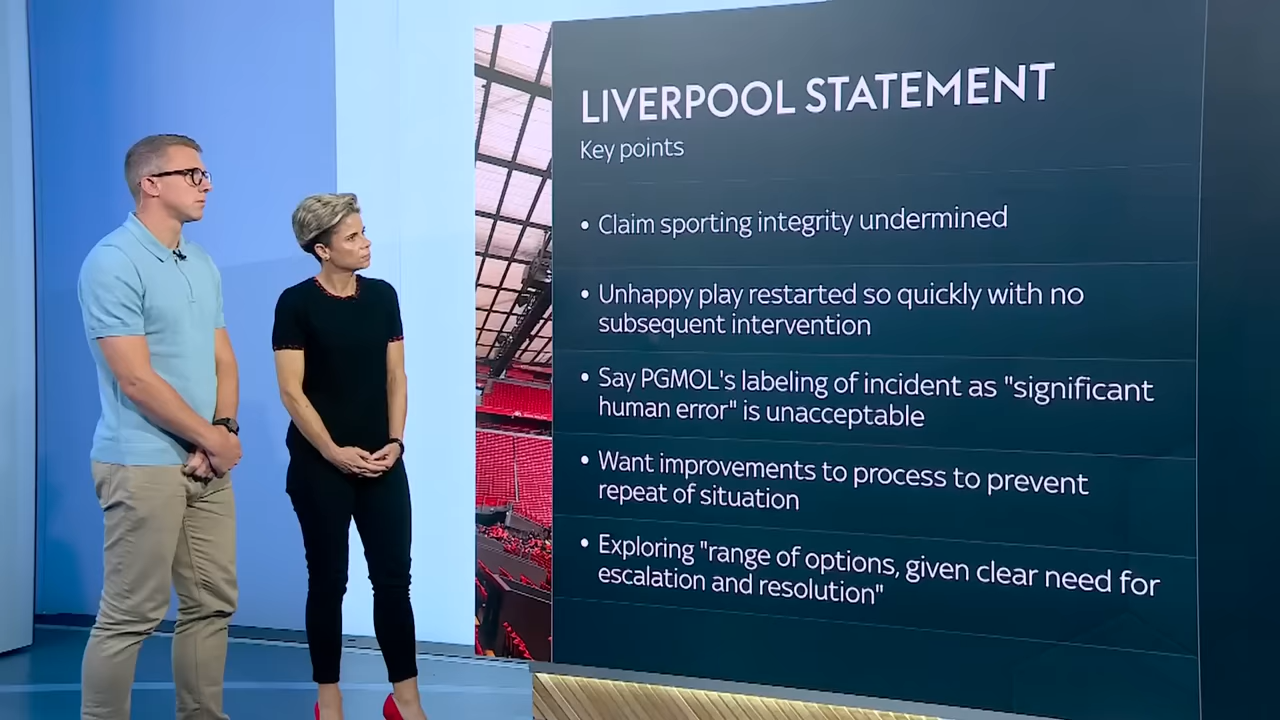 LIVERPOOL STATEMENT
Key points
• Claim sporting integrity undermined
• Unhappy play restarted so quickly with no
subsequent intervention
• Say PGMOL's labeling of incident as "significant
human error" is unacceptable
• Want improvements to process to prevent
repeat of situation
• Exploring "range of options, given clear need for
escalation and resolution"